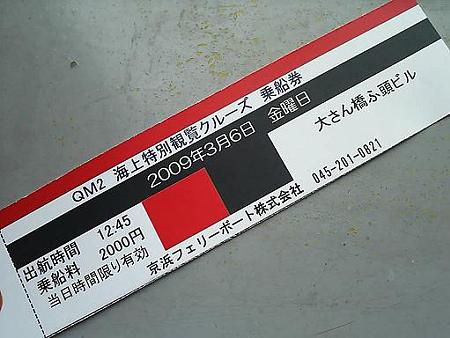 QM2 海上特別観覧クルーズ 乗船券
2009年3月6日 金曜日
大さん橋ふ頭ビル
出航時間 12:45
乗船料 2000円
当日時間限り有効
京浜フェリーボート株式会社 045-201-0821